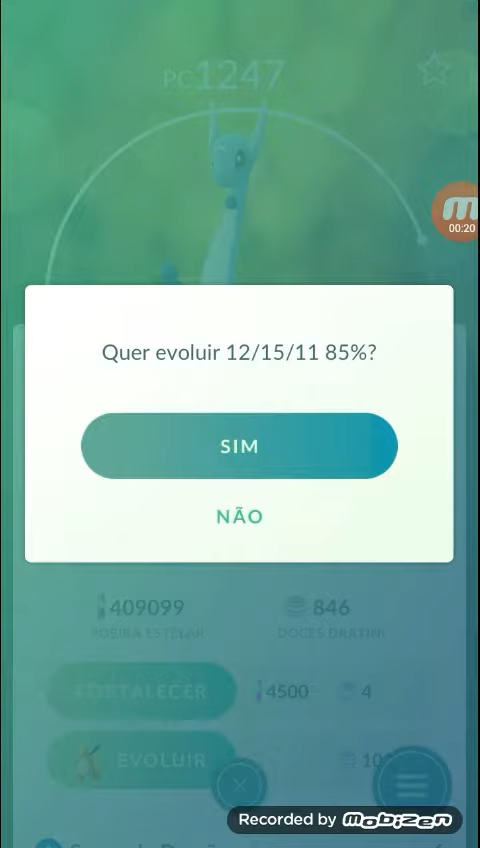 PC1247
00:20
Quer evoluir 12/15/11 85%?
SIM
NÃO
409099
846
POEIRA ESTELAR
DOCES DRATINI
FORTALECER
4500
4
EVOLUIR
Recorded by Mobizen